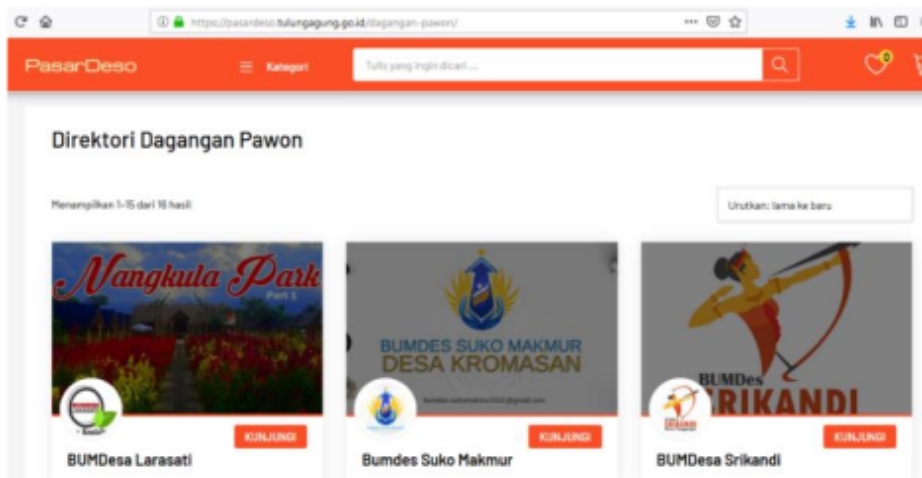 https://pasardeso.tulungagung.go.id/dagangan-pawon/
PasarDeso
Kategori
Tulis yang ingin dicari ...
0
Direktori Dagangan Pawon
Menampilkan 1-15 dari 16 hasil
Urutkan: lama ke baru
Nangkula Park
Part 1
BUMDES SUKO MAKMUR
DESA KROMASAN
BUMDes
SRIKANDI
KUNJUNGI
KUNJUNGI
KUNJUNGI
BUMDesa Larasati
Bumdes Suko Makmur
BUMDesa Srikandi